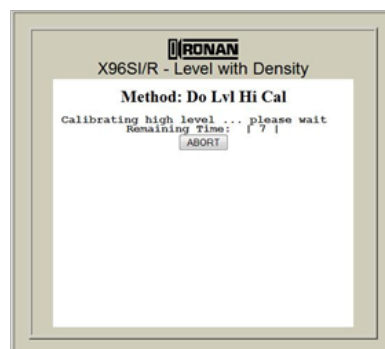 RONAN
X96SI/R - Level with Density
Method: Do Lvl Hi Cal
Calibrating high level ... please wait
Remaining Time: | 7 |
ABORT